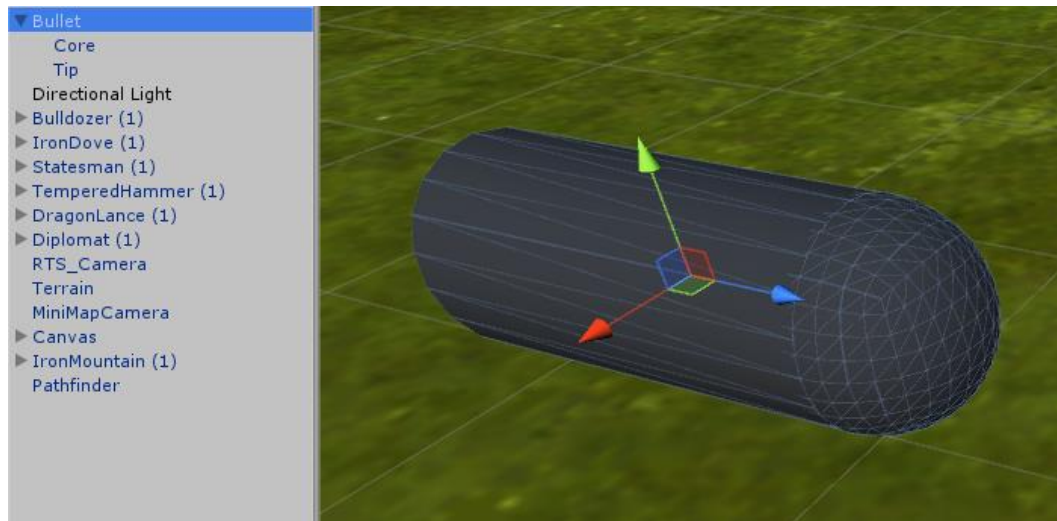 Bullet
Core
Tip
Directional Light
Bulldozer (1)
IronDove (1)
Statesman (1)
TemperedHammer (1)
DragonLance (1)
Diplomat (1)
RTS_Camera
Terrain
MiniMapCamera
Canvas
IronMountain (1)
Pathfinder